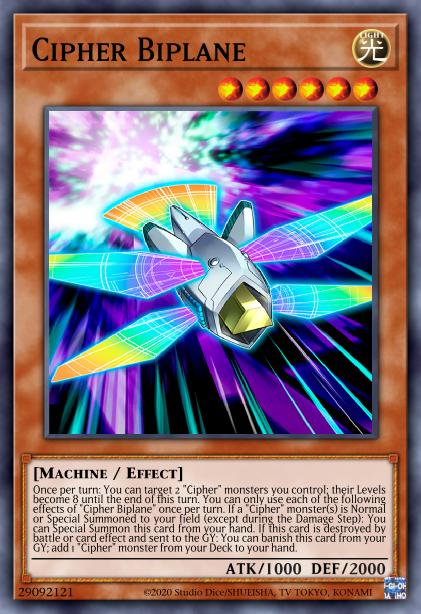 CIPHER BIPLANE
LIGHT
光
[MACHINE / EFFECT]
Once per turn: You can target 2 "Cipher" monsters you control; their Levels
become 8 until the end of this turn. You can only use each of the following
effects of "Cipher Biplane" once per turn. If a "Cipher" monster(s) is Normal
or Special Summoned to your field (except during the Damage Step): You
can Special Summon this card from your hand. If this card is destroyed by
battle or card effect and sent to the GY: You can banish this card from your
GY; add 1 "Cipher" monster from your Deck to your hand.
ATK/1000 DEF/2000
29092121
©2020 Studio Dice/SHUEISHA, TV TOKYO, KONAMI